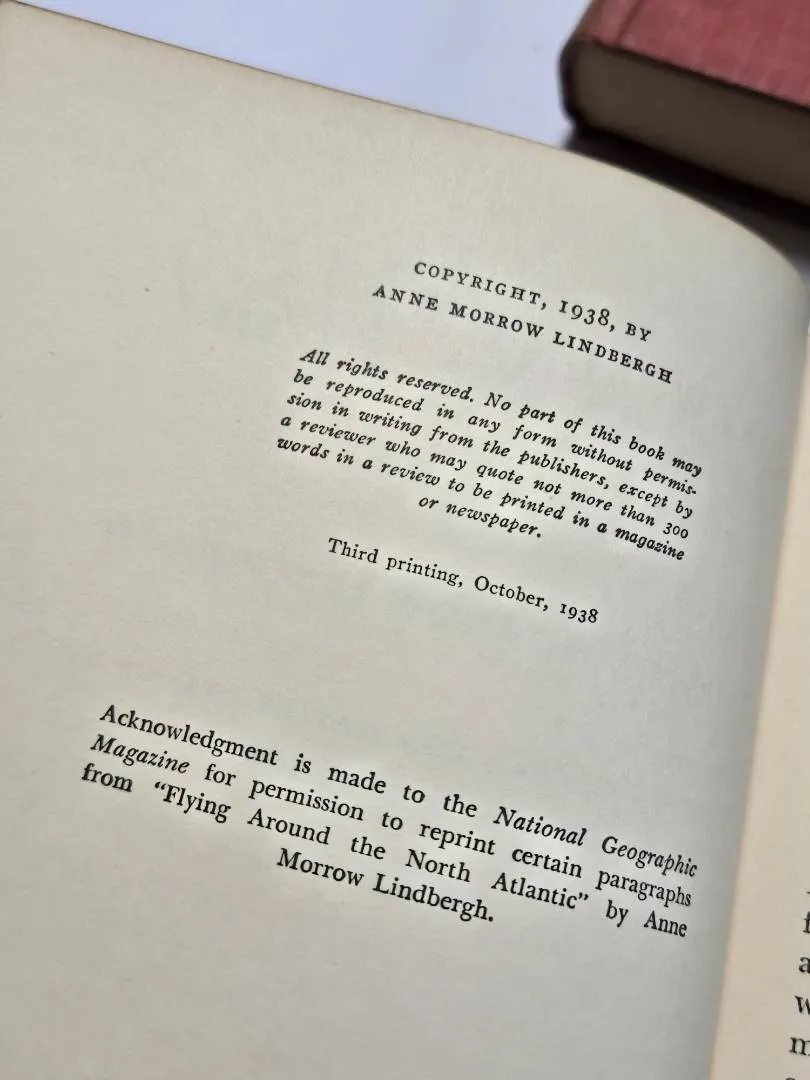 COPYRIGHT, 1938, BY
ANNE MORROW LINDBERGH
All rights reserved. No part of this book may
be reproduced in any form without permis-
sion in writing from the publishers, except by
a reviewer who may quote not more than 300
words in a review to be printed in a magazine
or newspaper.
Third printing, October, 1938
Acknowledgment is made to the National Geographic
Magazine for permission to reprint certain paragraphs
from “Flying Around the North Atlantic” by Anne
Morrow Lindbergh.